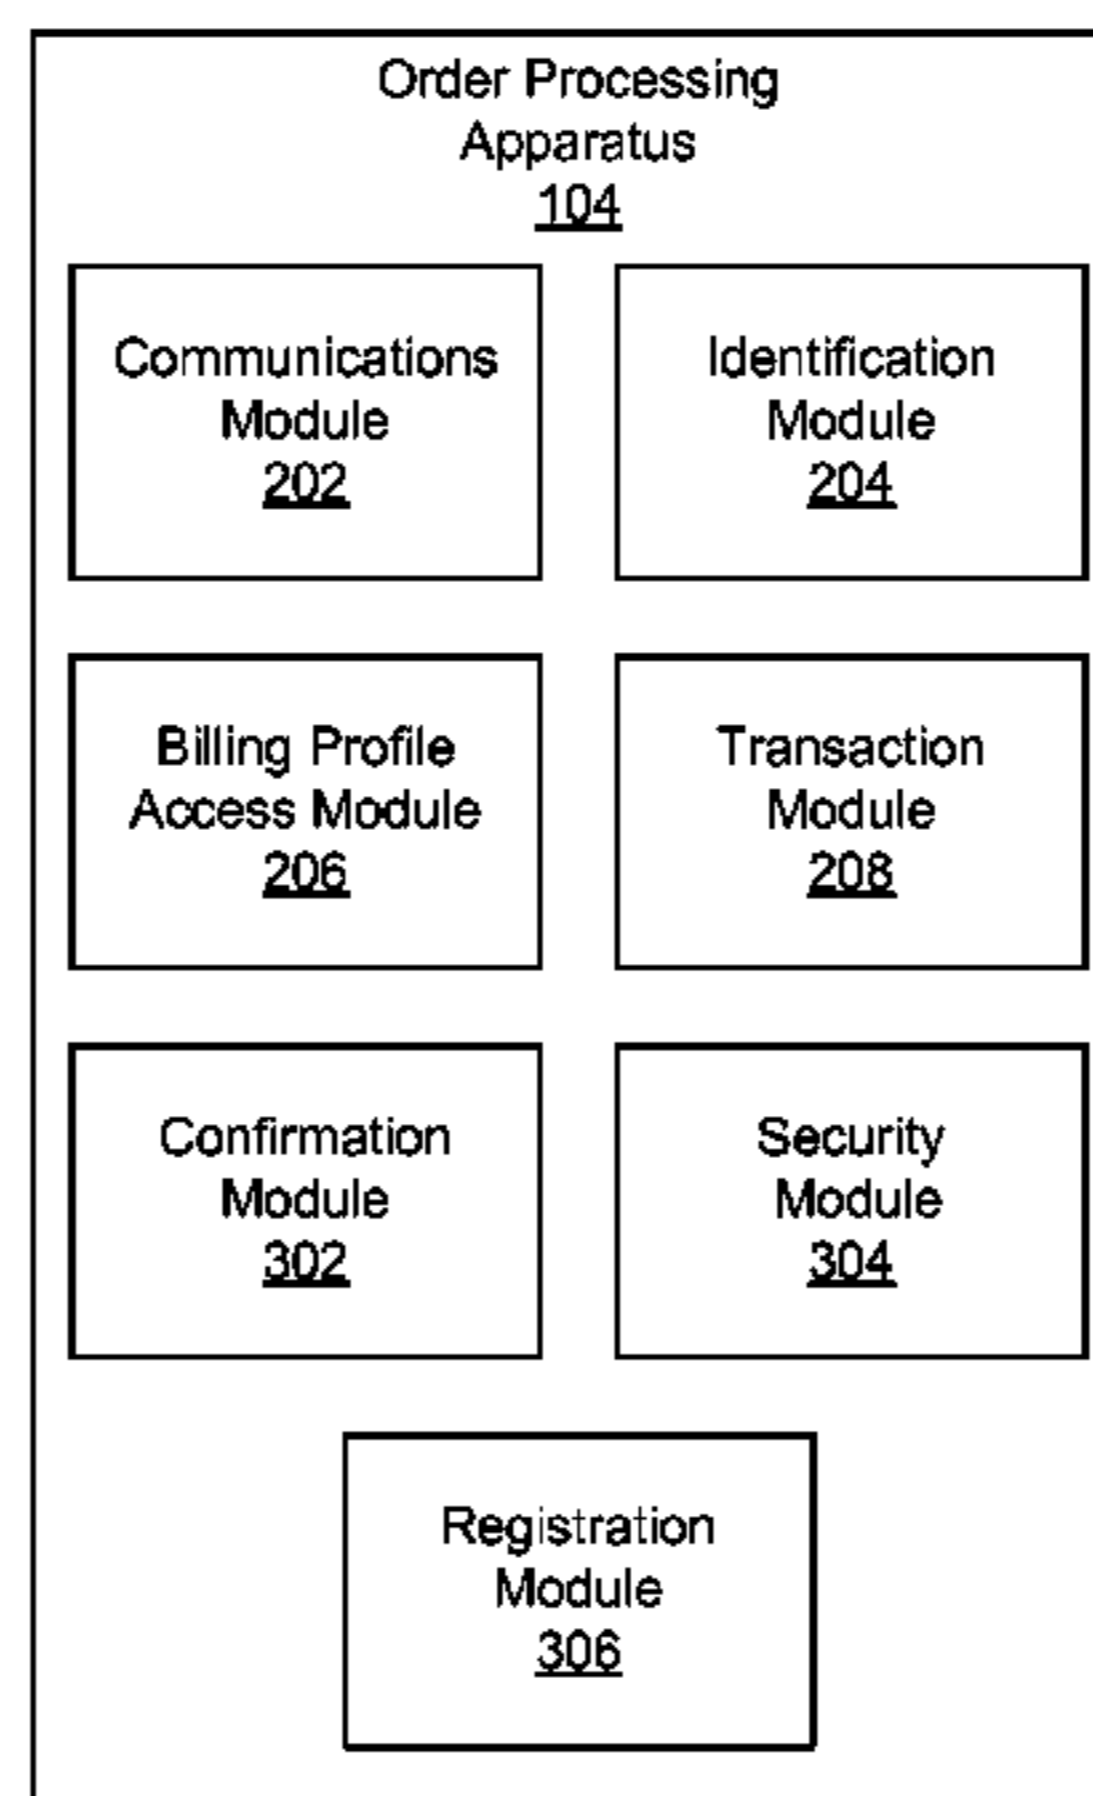 Order Processing
Apparatus
104
Communications
Module
202
Identification
Module
204
Billing Profile
Access Module
206
Transaction
Module
208
Confirmation
Module
302
Security
Module
304
Registration
Module
306